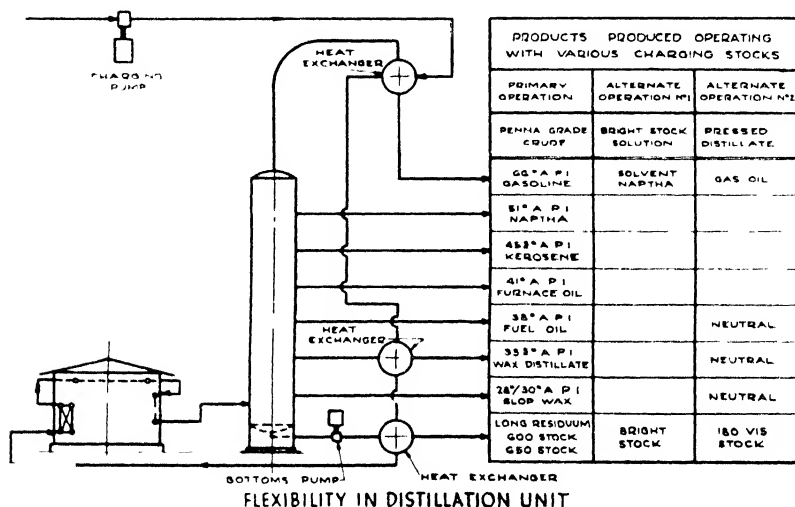 CHARGING
PUMP
HEAT
EXCHANGER
PRODUCTS PRODUCED OPERATING
WITH VARIOUS CHARGING STOCKS
PRIMARY
OPERATION
ALTERNATE
OPERATION Nº1
ALTERNATE
OPERATION Nº2
PENNA GRADE
CRUDE
BRIGHT STOCK
SOLUTION
PRESSED
DISTILLATE
A P I
GASOLINE
SOLVENT
NAPTHA
GAS OIL
51° A P I
NAPTHA
A P I
KEROSENE
41° A P I
FURNACE OIL
38° A P I
FUEL OIL
NEUTRAL
HEAT
EXCHANGER
A P I
WAX DISTILLATE
NEUTRAL
28°/30° A P I
SLOP WAX
NEUTRAL
LONG RESIDUUM
600 STOCK
650 STOCK
BRIGHT
STOCK
180 VIS
STOCK
BOTTOMS PUMP
HEAT EXCHANGER
FLEXIBILITY IN DISTILLATION UNIT